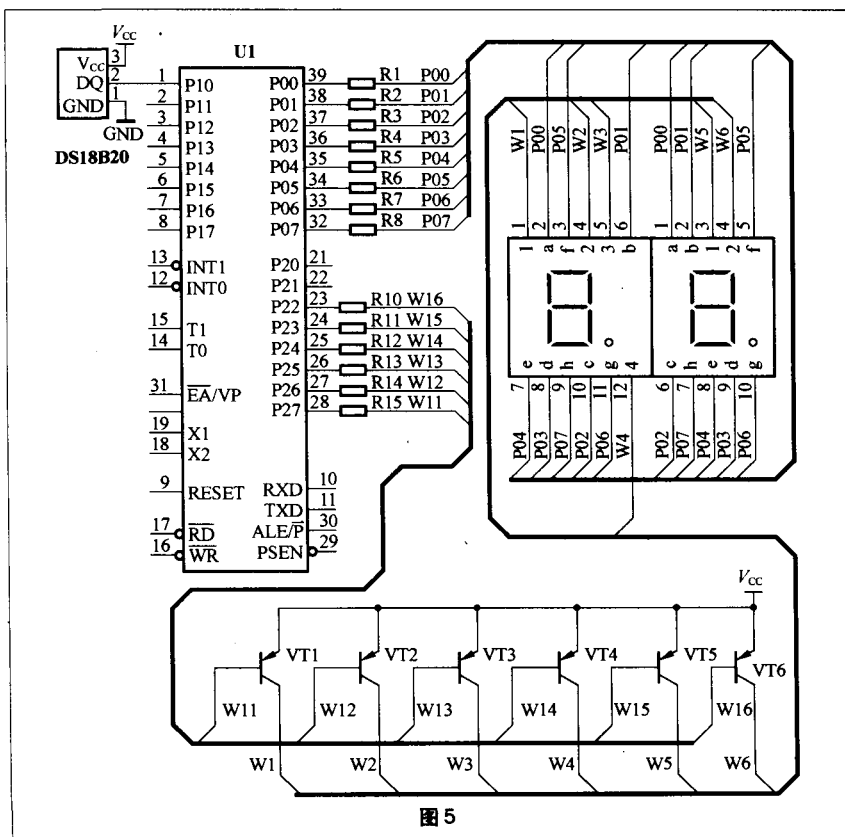 V_CC
U1
V_CC 3
DQ 2
GND 1
GND
DS18B20
1 P10 P00 39 R1 P00
2 P11 P01 38 R2 P01
3 P12 P02 37 R3 P02
4 P13 P03 36 R4 P03
5 P14 P04 35 R5 P04
6 P15 P05 34 R6 P05
7 P16 P06 33 R7 P06
8 P17 P07 32 R8 P07
13 INT1 P20 21
12 INT0 P21 22
P22 23 R10 W16
15 T1 P23 24 R11 W15
14 T0 P24 25 R12 W14
P25 26 R13 W13
31 EA/VP P26 27 R14 W12
P27 28 R15 W11
19 X1
18 X2
9 RESET RXD 10
TXD 11
17 RD ALE/P 30
16 WR PSEN 29
W1 P00 P05 W2 W3 P01 P00 P01 W5 W6 P05
1 2 3 4 5 6 1 2 3 4 5
1 a f 2 3 b a b 1 2 f
e d h c g 4 c h e d g
7 8 9 10 11 12 6 7 8 9 10
P04 P03 P07 P02 P06 W4 P02 P07 P04 P03 P06
V_CC
VT1 VT2 VT3 VT4 VT5 VT6
W11 W12 W13 W14 W15 W16
W1 W2 W3 W4 W5 W6
图 5